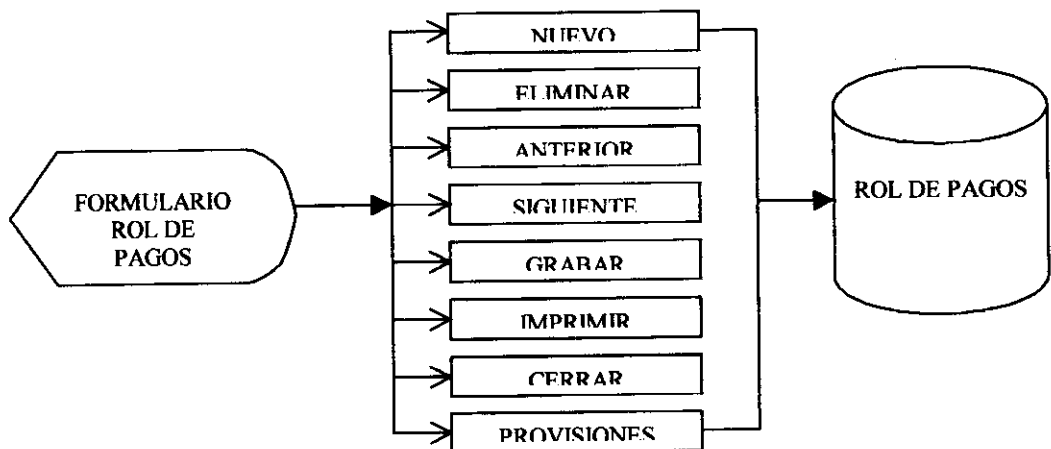 NUEVO
ELIMINAR
ANTERIOR
SIGUIENTE
GRABAR
IMPRIMIR
CERRAR
PROVISIONES
FORMULARIO
ROL DE
PAGOS
ROL DE PAGOS